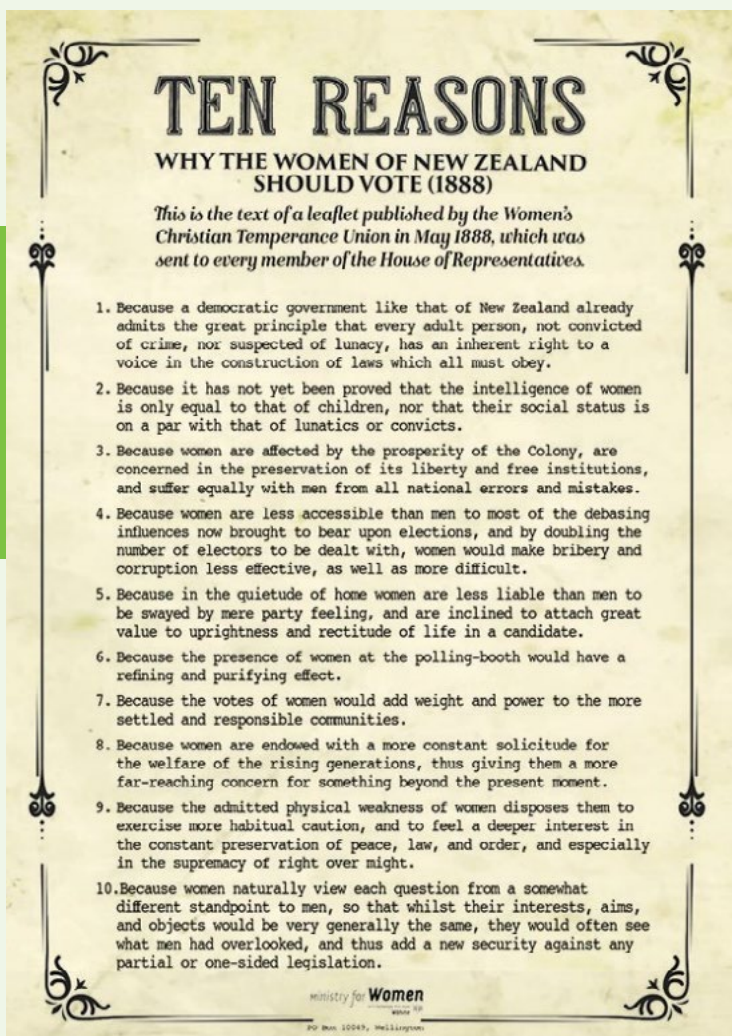 TEN REASONS
WHY THE WOMEN OF NEW ZEALAND
SHOULD VOTE (1888)
This is the text of a leaflet published by the Women's
Christian Temperance Union in May 1888, which was
sent to every member of the House of Representatives.
1. Because a democratic government like that of New Zealand already
admits the great principle that every adult person, not convicted
of crime, nor suspected of lunacy, has an inherent right to a
voice in the construction of laws which all must obey.
2. Because it has not yet been proved that the intelligence of women
is only equal to that of children, nor that their social status is
on a par with that of lunatics or convicts.
3. Because women are affected by the prosperity of the Colony, are
concerned in the preservation of its liberty and free institutions,
and suffer equally with men from all national errors and mistakes.
4. Because women are less accessible than men to most of the debasing
influences now brought to bear upon elections, and by doubling the
number of electors to be dealt with, women would make bribery and
corruption less effective, as well as more difficult.
5. Because in the quietude of home women are less liable than men to
be swayed by mere party feeling, and are inclined to attach great
value to uprightness and rectitude of life in a candidate.
6. Because the presence of women at the polling-booth would have a
refining and purifying effect.
7. Because the votes of women would add weight and power to the more
settled and responsible communities.
8. Because women are endowed with a more constant solicitude for
the welfare of the rising generations, thus giving them a more
far-reaching concern for something beyond the present moment.
9. Because the admitted physical weakness of women disposes them to
exercise more habitual caution, and to feel a deeper interest in
the constant preservation of peace, law, and order, and especially
in the supremacy of right over might.
10.Because women naturally view each question from a somewhat
different standpoint to men, so that whilst their interests, aims,
and objects would be very generally the same, they would often see
what men had overlooked, and thus add a new security against any
partial or one-sided legislation.
ministry for Women
PO Box 10049, Wellington